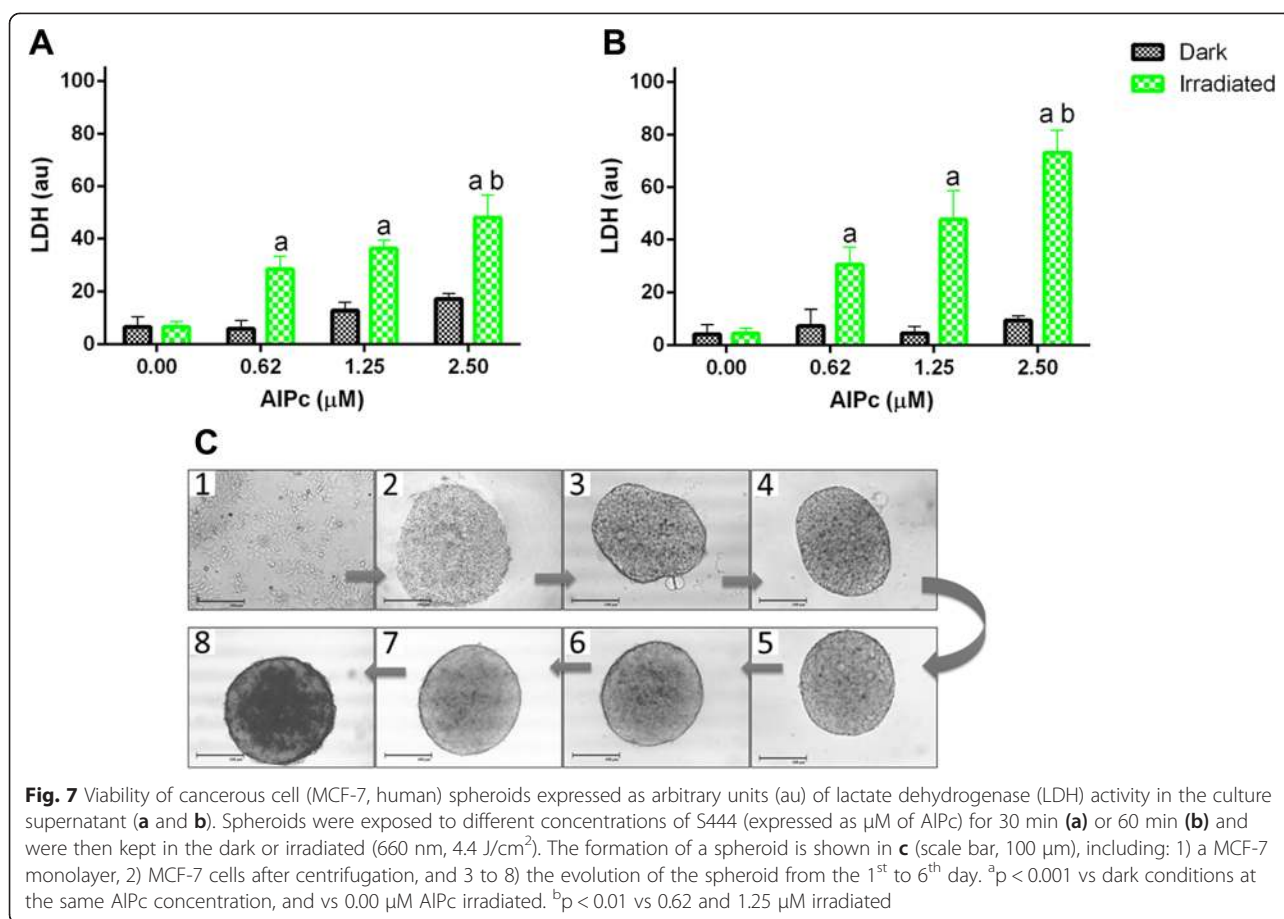 A
B
Dark
Irradiated
100
80
60
40
20
0
LDH (au)
a
a
a b
0.00
0.62
1.25
2.50
AlPc (μM)
100
80
60
40
20
0
LDH (au)
a
a
a b
0.00
0.62
1.25
2.50
AlPc (μM)
C
1
2
3
4
8
7
6
5
Fig. 7 Viability of cancerous cell (MCF-7, human) spheroids expressed as arbitrary units (au) of lactate dehydrogenase (LDH) activity in the culture
supernatant (a and b). Spheroids were exposed to different concentrations of S444 (expressed as μM of AlPc) for 30 min (a) or 60 min (b) and
were then kept in the dark or irradiated (660 nm, 4.4 J/cm²). The formation of a spheroid is shown in c (scale bar, 100 μm), including: 1) a MCF-7
monolayer, 2) MCF-7 cells after centrifugation, and 3 to 8) the evolution of the spheroid from the 1st to 6th day. ᵃp < 0.001 vs dark conditions at
the same AlPc concentration, and vs 0.00 μM AlPc irradiated. ᵇp < 0.01 vs 0.62 and 1.25 μM irradiated